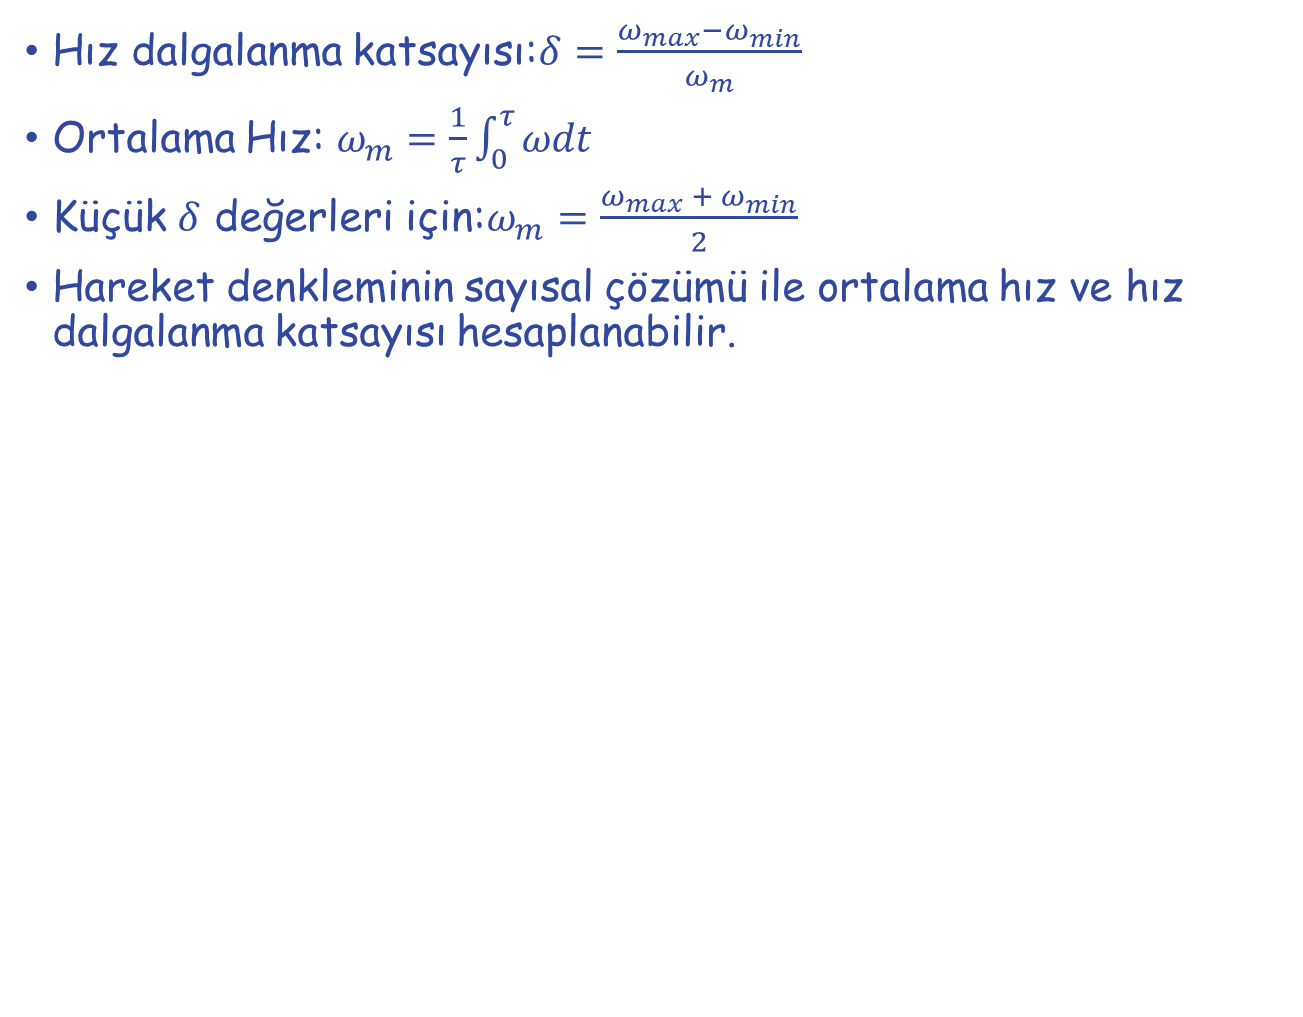 • Hız dalgalanma katsayısı:δ = (ω_max−ω_min)/ω_m
• Ortalama Hız: ω_m = 1/τ ∫_0^τ ωdt
• Küçük δ değerleri için:ω_m = (ω_max + ω_min)/2
• Hareket denkleminin sayısal çözümü ile ortalama hız ve hız
dalgalanma katsayısı hesaplanabilir.